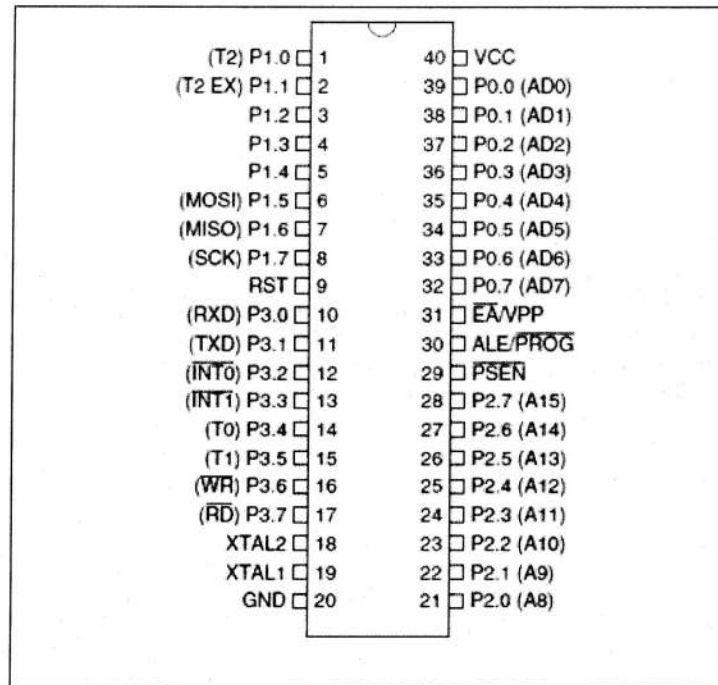 (T2) P1.0 1 40 VCC
(T2 EX) P1.1 2 39 P0.0 (AD0)
P1.2 3 38 P0.1 (AD1)
P1.3 4 37 P0.2 (AD2)
P1.4 5 36 P0.3 (AD3)
(MOSI) P1.5 6 35 P0.4 (AD4)
(MISO) P1.6 7 34 P0.5 (AD5)
(SCK) P1.7 8 33 P0.6 (AD6)
RST 9 32 P0.7 (AD7)
(RXD) P3.0 10 31 E̅A̅/VPP
(TXD) P3.1 11 30 ALE/P̅R̅O̅G̅
(I̅N̅T̅0̅) P3.2 12 29 P̅S̅E̅N̅
(I̅N̅T̅1̅) P3.3 13 28 P2.7 (A15)
(T0) P3.4 14 27 P2.6 (A14)
(T1) P3.5 15 26 P2.5 (A13)
(W̅R̅) P3.6 16 25 P2.4 (A12)
(R̅D̅) P3.7 17 24 P2.3 (A11)
XTAL2 18 23 P2.2 (A10)
XTAL1 19 22 P2.1 (A9)
GND 20 21 P2.0 (A8)